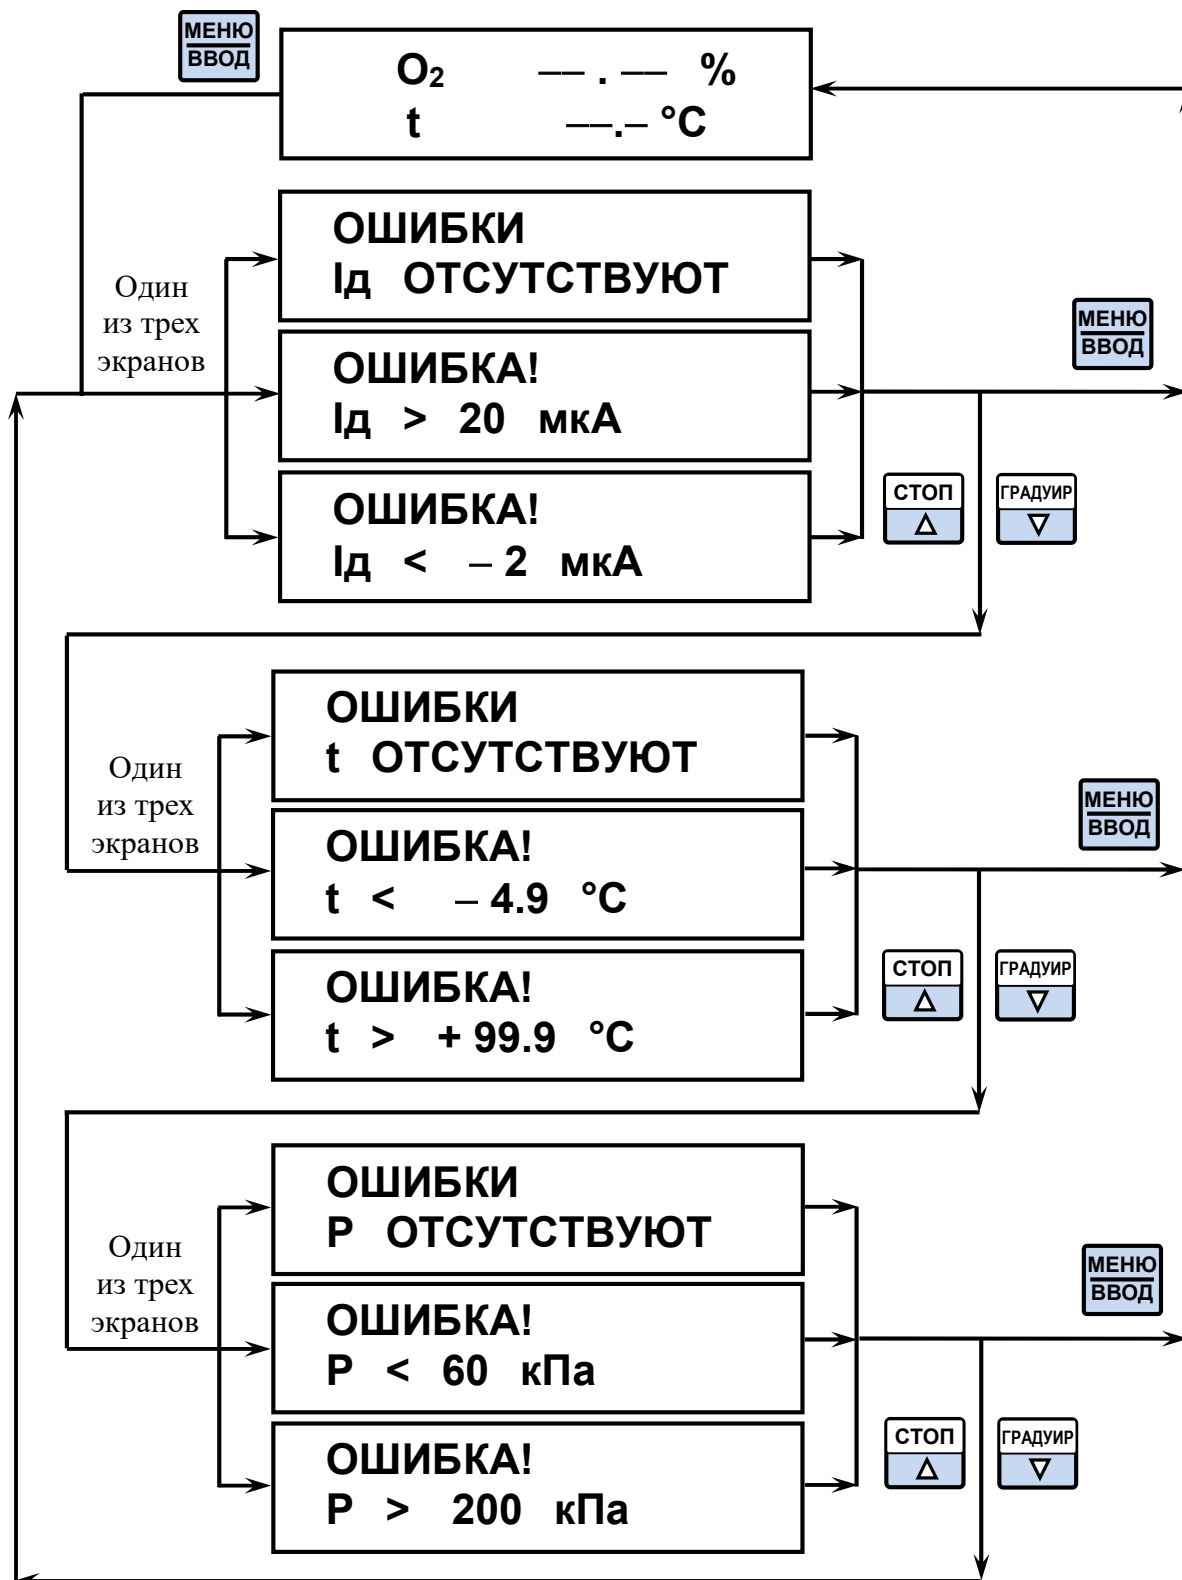 МЕНЮ
ВВОД
O₂ –– . –– %
t ––.– °C
ОШИБКИ
Iд ОТСУТСТВУЮТ
Один
из трех
экранов
ОШИБКА!
Iд > 20 мкА
ОШИБКА!
Iд < – 2 мкА
МЕНЮ
ВВОД
СТОП
ГРАДУИР
ОШИБКИ
t ОТСУТСТВУЮТ
Один
из трех
экранов
ОШИБКА!
t < – 4.9 °C
ОШИБКА!
t > + 99.9 °C
МЕНЮ
ВВОД
СТОП
ГРАДУИР
ОШИБКИ
P ОТСУТСТВУЮТ
Один
из трех
экранов
ОШИБКА!
P < 60 кПа
ОШИБКА!
P > 200 кПа
МЕНЮ
ВВОД
СТОП
ГРАДУИР